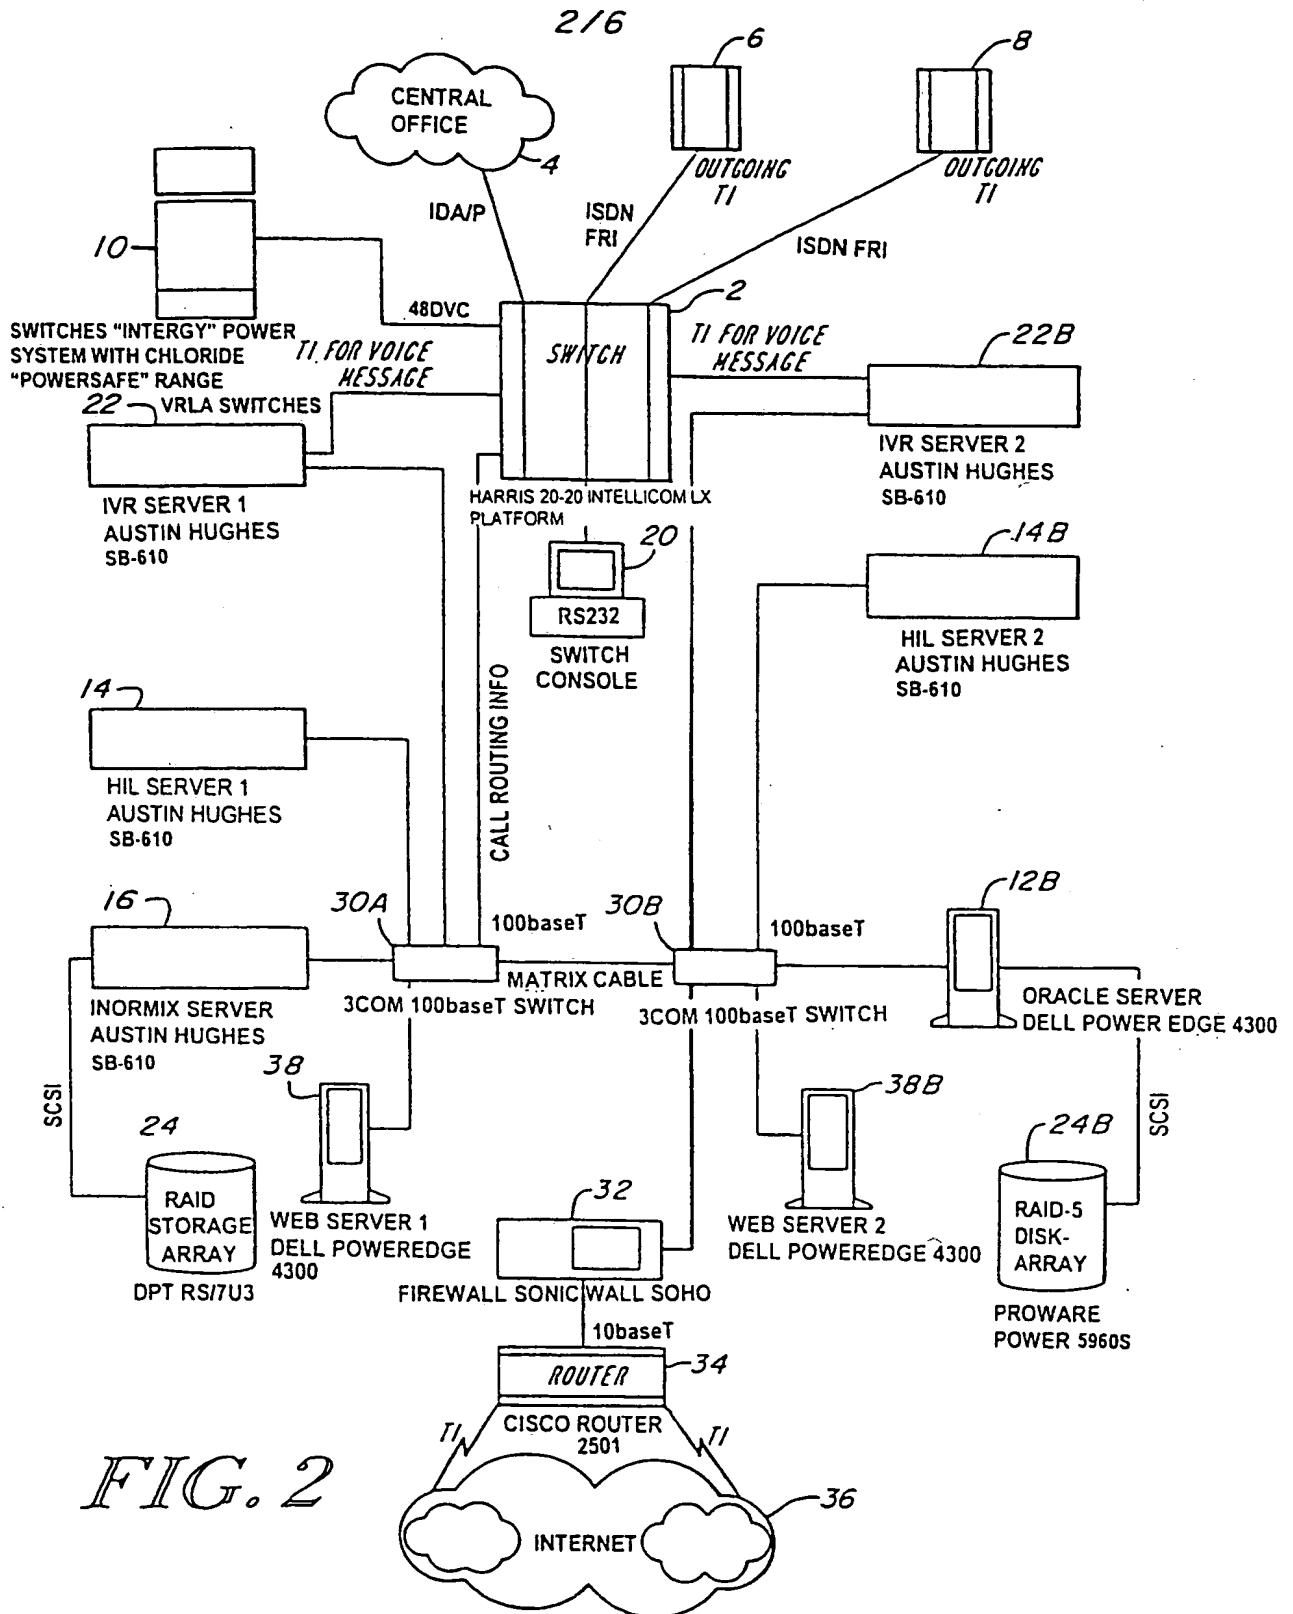 2/6
6
8
CENTRAL
OFFICE
4
OUTGOING
TI
OUTGOING
TI
IDA/P
ISDN
FRI
ISDN FRI
10
2
48DVC
SWITCHES "INTERGY" POWER
SYSTEM WITH CHLORIDE
"POWERSAFE" RANGE
VRLA SWITCHES
TI FOR VOICE
MESSAGE
SWITCH
TI FOR VOICE
MESSAGE
22B
22
IVR SERVER 1
AUSTIN HUGHES
SB-610
IVR SERVER 2
AUSTIN HUGHES
SB-610
HARRIS 20-20 INTELLICOM LX
PLATFORM
20
RS232
SWITCH
CONSOLE
14B
HIL SERVER 2
AUSTIN HUGHES
SB-610
14
HIL SERVER 1
AUSTIN HUGHES
SB-610
CALL ROUTING INFO
16
30A
100baseT
30B
100baseT
12B
INORMIX SERVER
AUSTIN HUGHES
SB-610
MATRIX CABLE
3COM 100baseT SWITCH
3COM 100baseT SWITCH
ORACLE SERVER
DELL POWER EDGE 4300
SCSI
38
38B
SCSI
24
RAID
STORAGE
ARRAY
DPT RS/7U3
WEB SERVER 1
DELL POWEREDGE
4300
32
FIREWALL SONIC WALL SOHO
WEB SERVER 2
DELL POWEREDGE 4300
24B
RAID-5
DISK-
ARRAY
PROWARE
POWER 5960S
10baseT
ROUTER
34
CISCO ROUTER
2501
TI
TI
FIG. 2
36
INTERNET